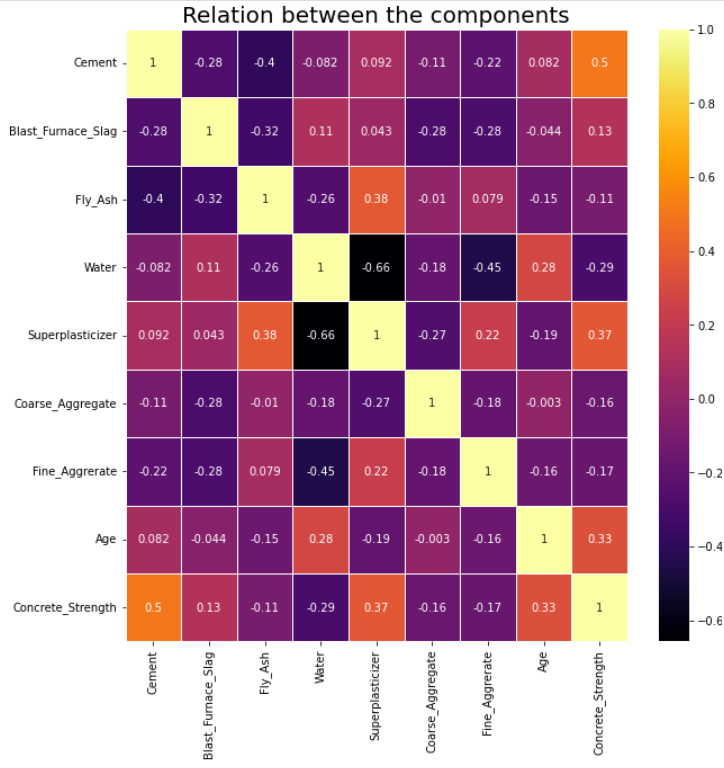 Relation between the components
Cement 1 -0.28 -0.4 -0.082 0.092 -0.11 -0.22 0.082 0.5
Blast_Furnace_Slag -0.28 1 -0.32 0.11 0.043 -0.28 -0.28 -0.044 0.13
Fly_Ash -0.4 -0.32 1 -0.26 0.38 -0.01 0.079 -0.15 -0.11
Water -0.082 0.11 -0.26 1 -0.66 -0.18 -0.45 0.28 -0.29
Superplasticizer 0.092 0.043 0.38 -0.66 1 -0.27 0.22 -0.19 0.37
Coarse_Aggregate -0.11 -0.28 -0.01 -0.18 -0.27 1 -0.18 -0.003 -0.16
Fine_Aggrerate -0.22 -0.28 0.079 -0.45 0.22 -0.18 1 -0.16 -0.17
Age 0.082 -0.044 -0.15 0.28 -0.19 -0.003 -0.16 1 0.33
Concrete_Strength 0.5 0.13 -0.11 -0.29 0.37 -0.16 -0.17 0.33 1
Cement
Blast_Furnace_Slag
Fly_Ash
Water
Superplasticizer
Coarse_Aggregate
Fine_Aggrerate
Age
Concrete_Strength
1.0
0.8
0.6
0.4
0.2
0.0
−0.2
−0.4
−0.6